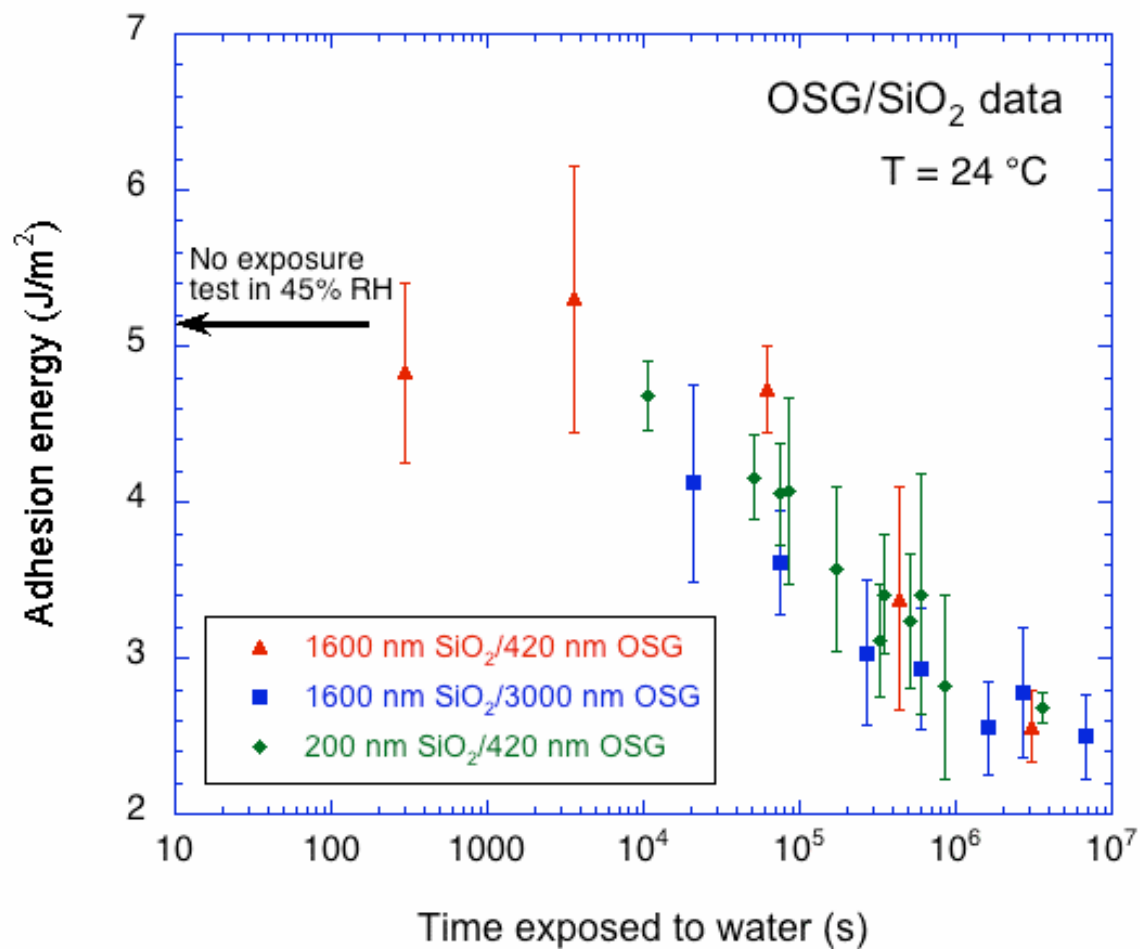 OSG/SiO₂ data
T = 24 °C
No exposure
test in 45% RH
Adhesion energy (J/m²)
7
6
5
4
3
2
1600 nm SiO₂/420 nm OSG
1600 nm SiO₂/3000 nm OSG
200 nm SiO₂/420 nm OSG
10 100 1000 10⁴ 10⁵ 10⁶ 10⁷
Time exposed to water (s)